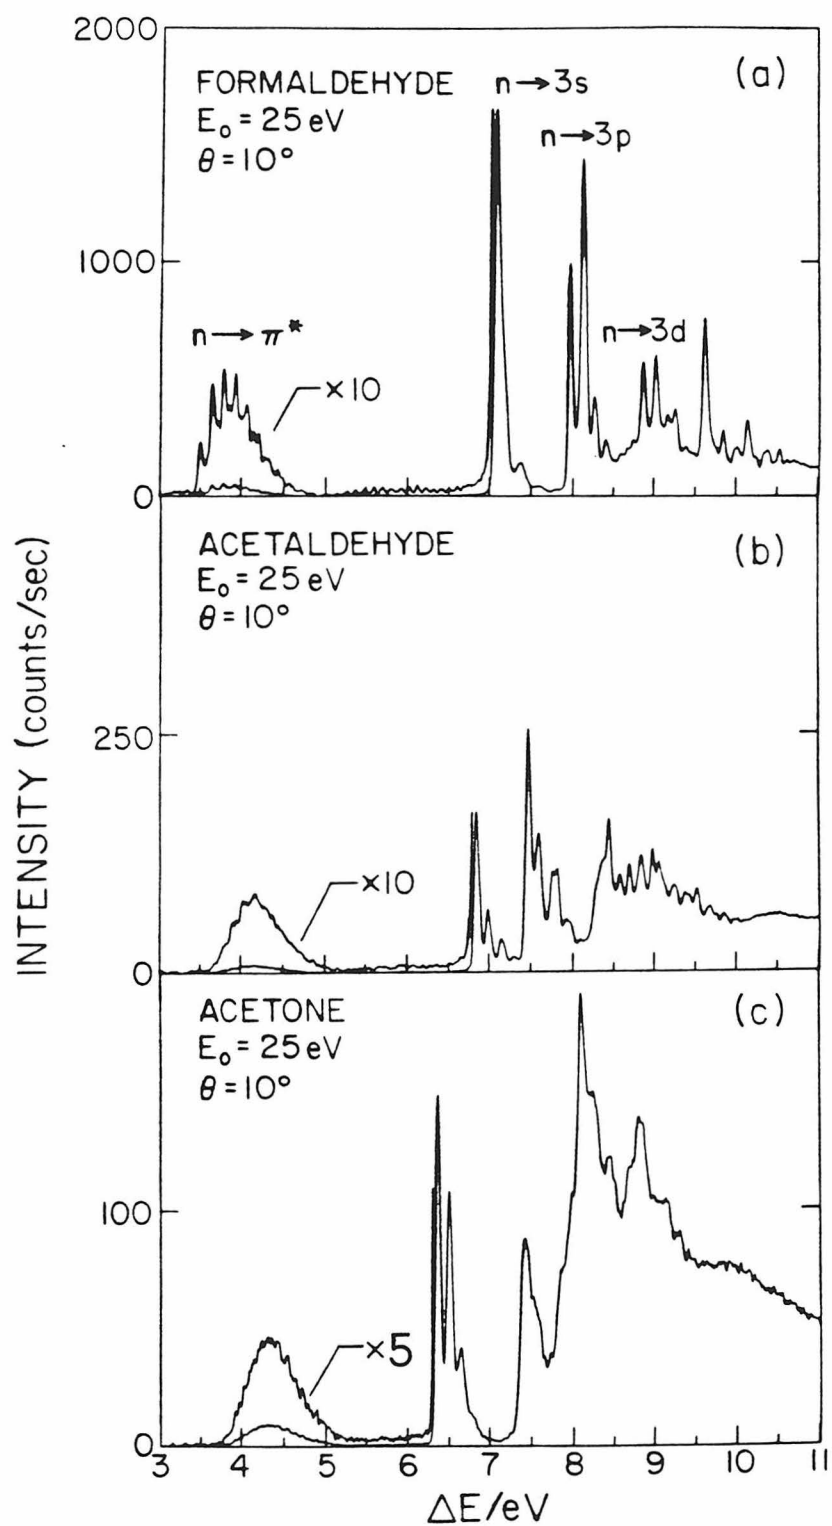 2000
(a)
FORMALDEHYDE
E₀ = 25 eV
θ = 10°
n→3s
n→3p
1000
n→π*
n→3d
×10
0
ACETALDEHYDE
E₀ = 25 eV
θ = 10°
(b)
INTENSITY (counts/sec)
250
×10
0
ACETONE
E₀ = 25 eV
θ = 10°
(c)
100
×5
0
3 4 5 6 7 8 9 10 11
ΔE/eV